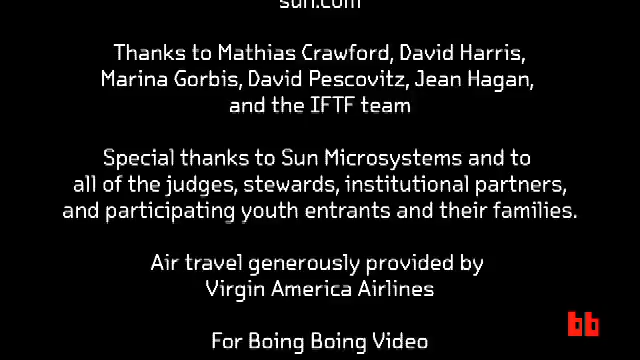 sun.com
Thanks to Mathias Crawford, David Harris,
Marina Gorbis, David Pescovitz, Jean Hagan,
and the IFTF team
Special thanks to Sun Microsystems and to
all of the judges, stewards, institutional partners,
and participating youth entrants and their families.
Air travel generously provided by
Virgin America Airlines
For Boing Boing Video
bb